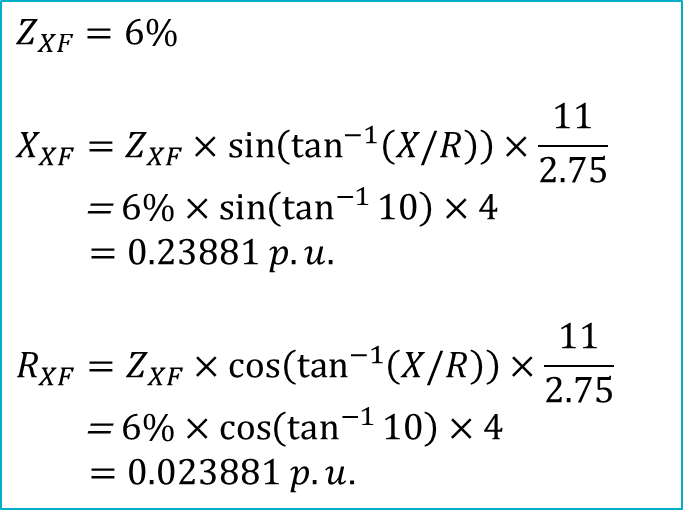 Z_XF = 6%
X_XF = Z_XF × sin(tan⁻¹(X/R)) × 11/2.75
= 6% × sin(tan⁻¹ 10) × 4
= 0.23881 p.u.
R_XF = Z_XF × cos(tan⁻¹(X/R)) × 11/2.75
= 6% × cos(tan⁻¹ 10) × 4
= 0.023881 p.u.